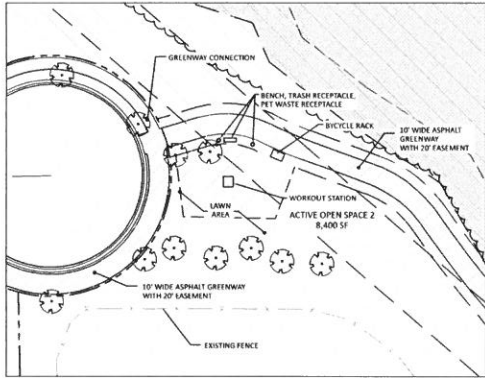 GREENWAY CONNECTION
BENCH, TRASH RECEPTACLE,
PET WASTE RECEPTACLE
BYCYCLE RACK
10' WIDE ASPHALT
GREENWAY
WITH 20' EASEMENT
WORKOUT STATION
LAWN
AREA
ACTIVE OPEN SPACE 2
8,400 SF
10' WIDE ASPHALT GREENWAY
WITH 20' EASEMENT
EXISTING FENCE